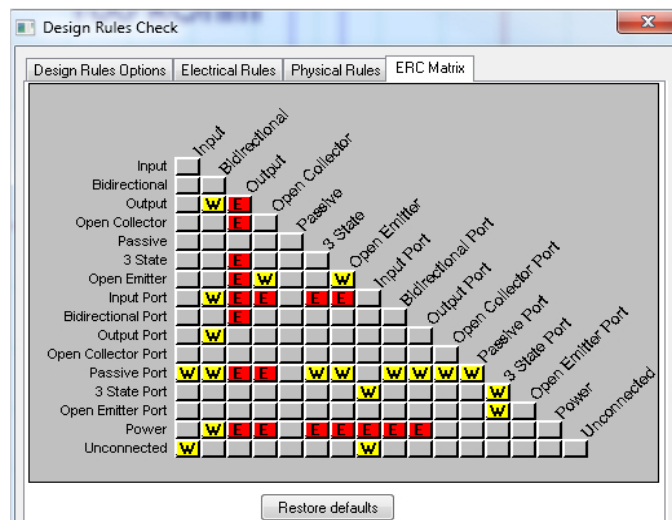 Design Rules Check
Design Rules Options Electrical Rules Physical Rules ERC Matrix
Input
Bidirectional
Output
Open Collector
Passive
3 State
Open Emitter
Input Port
Bidirectional Port
Output Port
Open Collector Port
Passive Port
3 State Port
Open Emitter Port
Power
Unconnected
Input
Bidirectional
Output W E
Open Collector E
Passive
3 State E
Open Emitter E W W
Input Port W E E E E
Bidirectional Port E
Output Port W
Open Collector Port
Passive Port W W E E W W W W W W
3 State Port W W
Open Emitter Port W
Power W E E E E E E E
Unconnected W W
Restore defaults